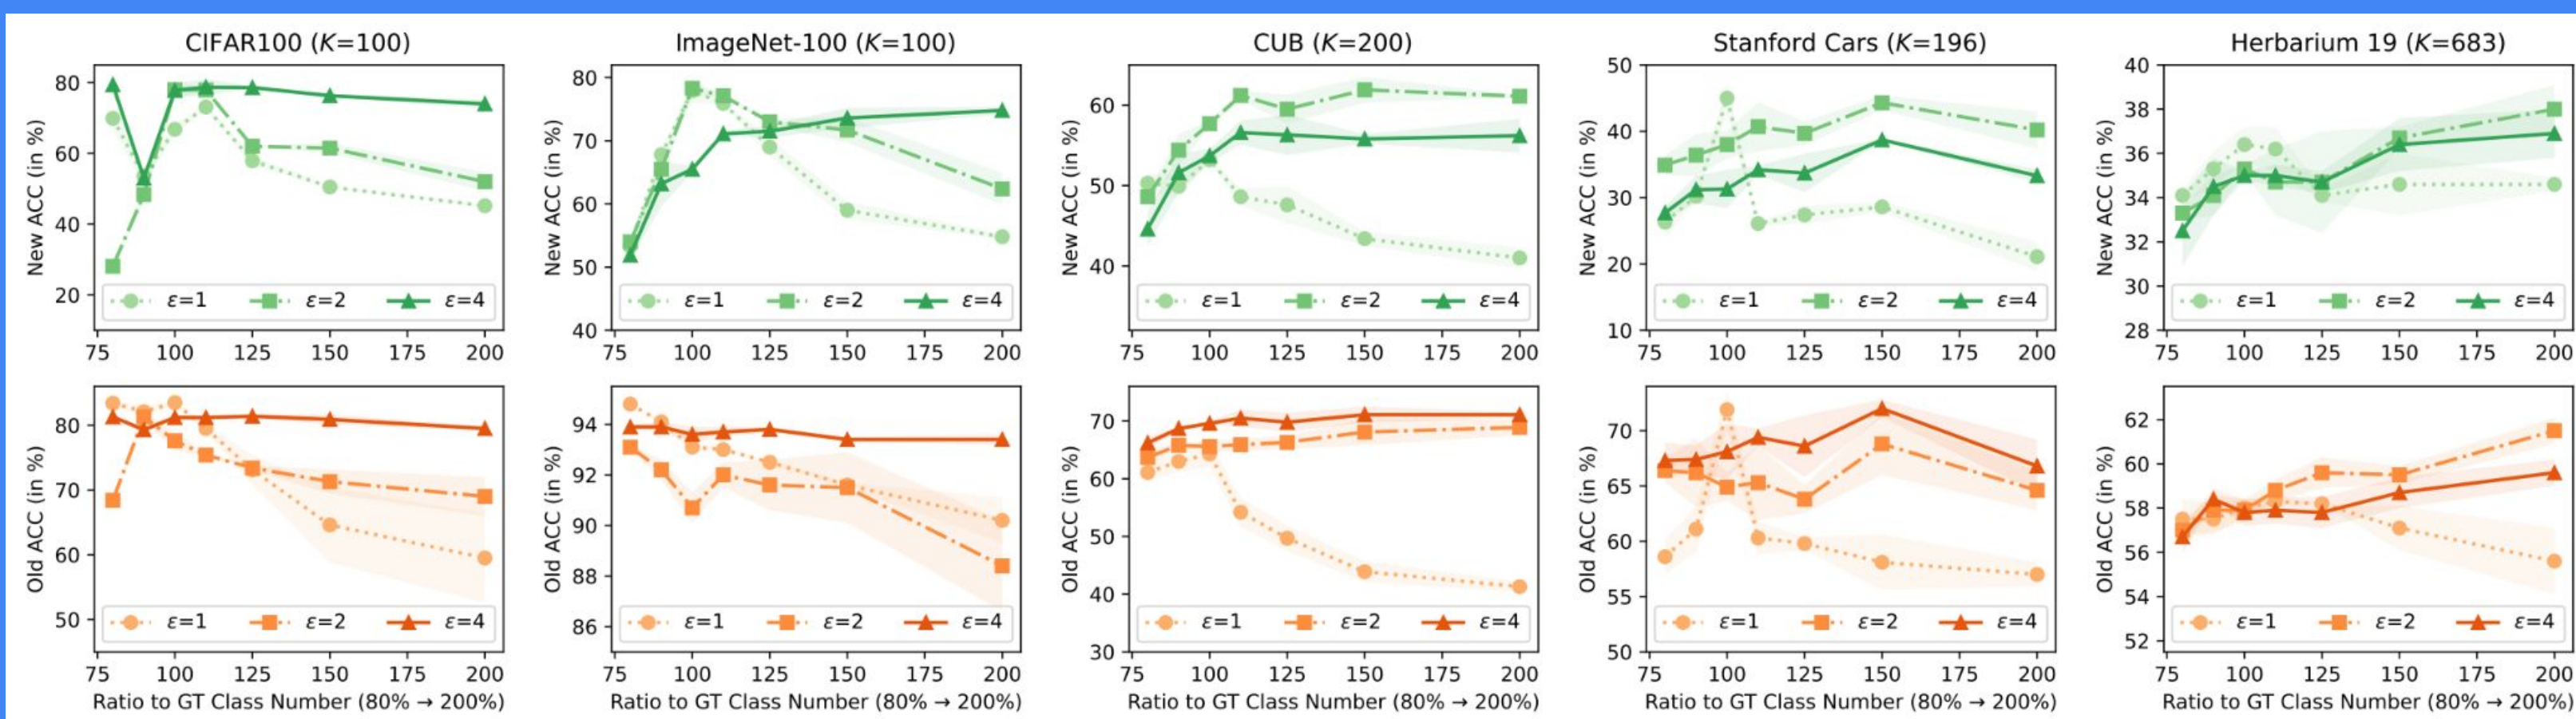 CIFAR100 (K=100)
New ACC (in %)
80
60
40
20
ε=1 ε=2 ε=4
75 100 125 150 175 200
ImageNet-100 (K=100)
New ACC (in %)
80
70
60
50
40
ε=1 ε=2 ε=4
75 100 125 150 175 200
CUB (K=200)
New ACC (in %)
60
50
40
ε=1 ε=2 ε=4
75 100 125 150 175 200
Stanford Cars (K=196)
New ACC (in %)
50
40
30
20
10
ε=1 ε=2 ε=4
75 100 125 150 175 200
Herbarium 19 (K=683)
New ACC (in %)
40
38
36
34
32
30
28
ε=1 ε=2 ε=4
75 100 125 150 175 200
Old ACC (in %)
80
70
60
50
ε=1 ε=2 ε=4
75 100 125 150 175 200
Ratio to GT Class Number (80% → 200%)
Old ACC (in %)
94
92
90
88
86
ε=1 ε=2 ε=4
75 100 125 150 175 200
Ratio to GT Class Number (80% → 200%)
Old ACC (in %)
70
60
50
40
30
ε=1 ε=2 ε=4
75 100 125 150 175 200
Ratio to GT Class Number (80% → 200%)
Old ACC (in %)
70
65
60
55
50
ε=1 ε=2 ε=4
75 100 125 150 175 200
Ratio to GT Class Number (80% → 200%)
Old ACC (in %)
62
60
58
56
54
52
ε=1 ε=2 ε=4
75 100 125 150 175 200
Ratio to GT Class Number (80% → 200%)